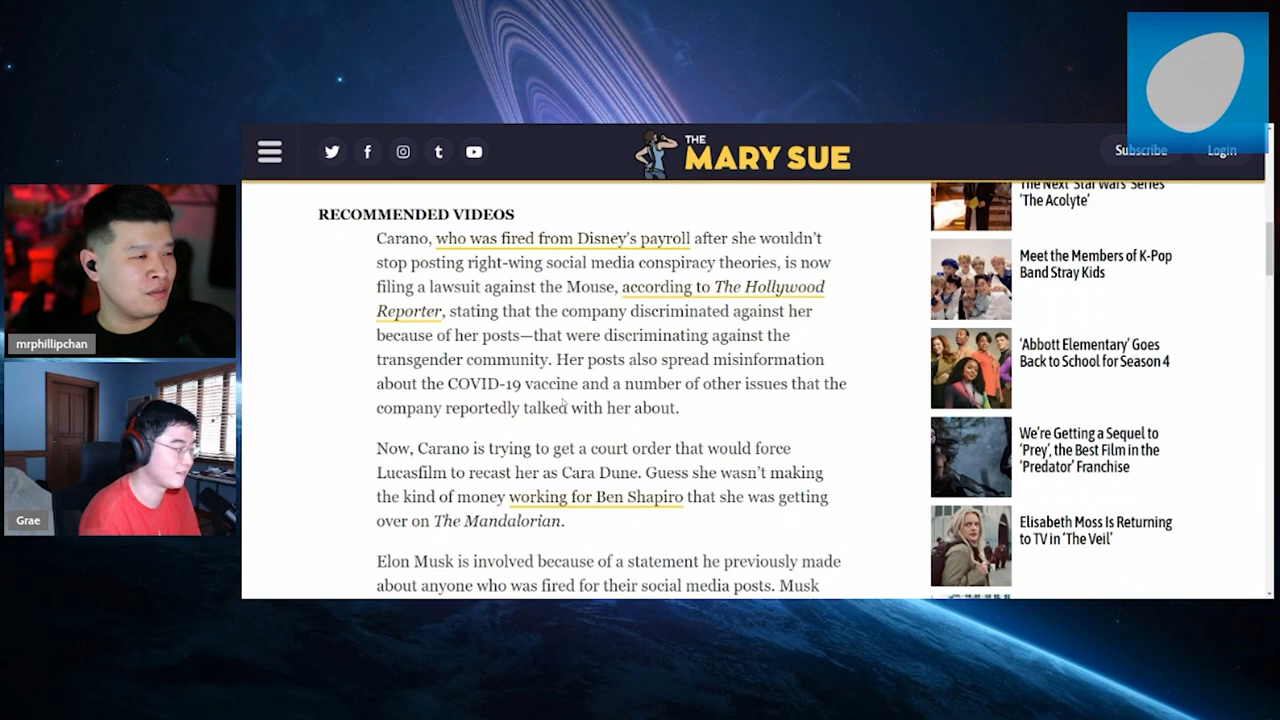 THE
MARY SUE
Subscribe
Login
RECOMMENDED VIDEOS
Carano, who was fired from Disney's payroll after she wouldn't
stop posting right-wing social media conspiracy theories, is now
filing a lawsuit against the Mouse, according to The Hollywood
Reporter, stating that the company discriminated against her
because of her posts—that were discriminating against the
transgender community. Her posts also spread misinformation
about the COVID-19 vaccine and a number of other issues that the
company reportedly talked with her about.
Now, Carano is trying to get a court order that would force
Lucasfilm to recast her as Cara Dune. Guess she wasn't making
the kind of money working for Ben Shapiro that she was getting
over on The Mandalorian.
Elon Musk is involved because of a statement he previously made
about anyone who was fired for their social media posts. Musk
The Next 'Star Wars' Series
'The Acolyte'
Meet the Members of K-Pop
Band Stray Kids
'Abbott Elementary' Goes
Back to School for Season 4
We're Getting a Sequel to
'Prey', the Best Film in the
'Predator' Franchise
Elisabeth Moss Is Returning
to TV in 'The Veil'
mrphillipchan
Grae